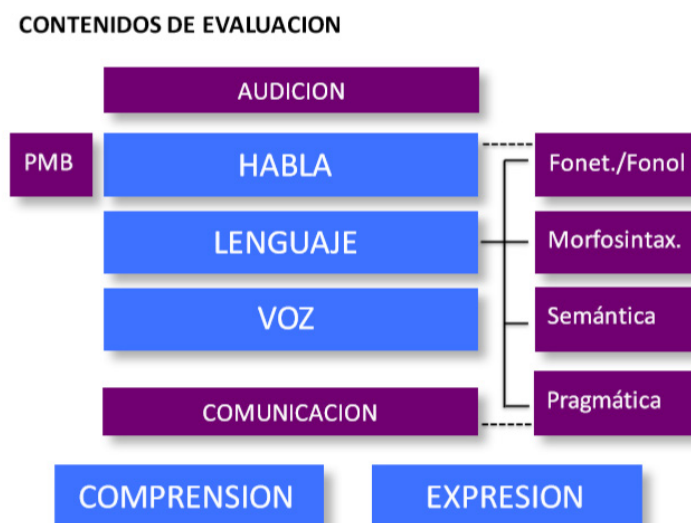 CONTENIDOS DE EVALUACION
AUDICION
PMB
HABLA
Fonet./Fonol
LENGUAJE
Morfosintax.
VOZ
Semántica
COMUNICACION
Pragmática
COMPRENSION
EXPRESION